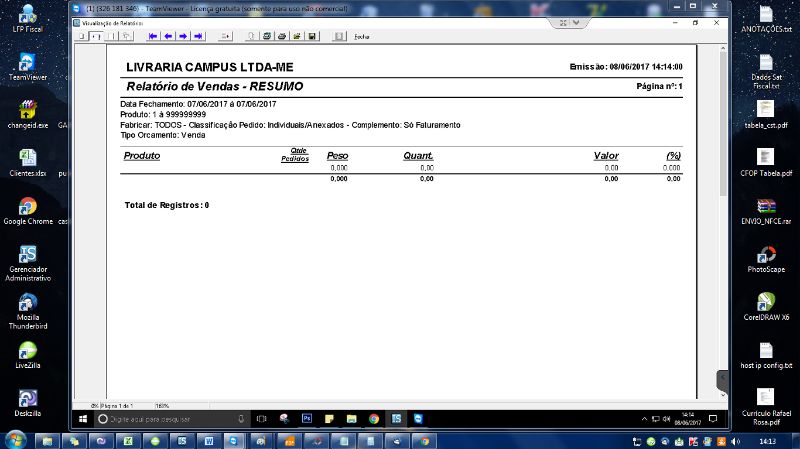 (1) (326 181 346) - TeamViewer - Licença gratuita (somente para uso não comercial)
Visualização de Relatório
Fechar
LIVRARIA CAMPUS LTDA-ME
Emissão: 08/06/2017 14:14:00
Relatório de Vendas - RESUMO
Página nº: 1
Data Fechamento: 07/06/2017 à 07/06/2017
Produto: 1 à 999999999
Fabricar: TODOS - Classificação Pedido: Individuais/Anexados - Complemento: Só Faturamento
Tipo Orcamento: Venda
Produto Qtde Pedidos Peso Quant. Valor (%)
0,000 0,00 0,00 0,000
0,000 0,00 0,00 0,00
Total de Registros: 0
0% Página 1 de 1 163%
Digite aqui para pesquisar
14:14
08/06/2017
LFP Fiscal
TeamViewer
changeid.exe
GA
Clientes.xlsx
pu
Google Chrome
cas
Gerenciador
Administrativo
Mozilla
Thunderbird
LiveZilla
Deskzilla
ANOTAÇÕES.txt
Dados Sat
Fiscal.txt
tabela_cst.pdf
CFOP Tabela.pdf
ENVIO_NFCE.rar
PhotoScape
CorelDRAW X6
host ip config.txt
Currículo Rafael
Rosa.pdf
14:13